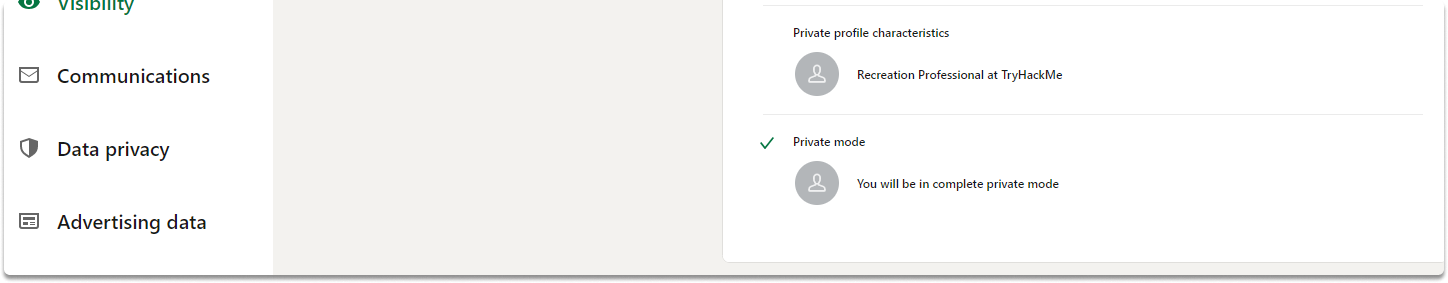 Visibility
Communications
Data privacy
Advertising data
Private profile characteristics
Recreation Professional at TryHackMe
Private mode
You will be in complete private mode